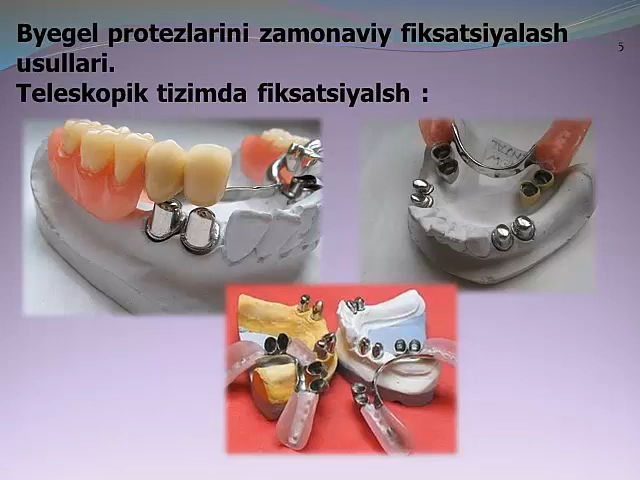 Byegel protezlarini zamonaviy fiksatsiyalash
usullari.
Teleskopik tizimda fiksatsiyalsh :
5